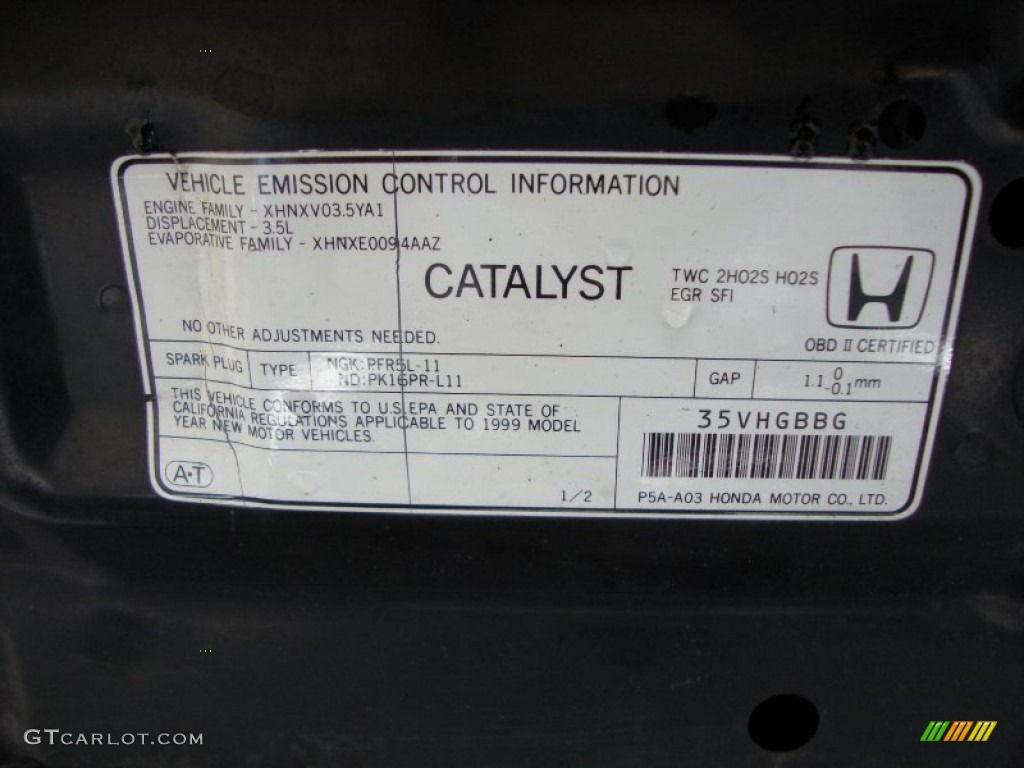 VEHICLE EMISSION CONTROL INFORMATION
ENGINE FAMILY - XHNXV03.5YA1
DISPLACEMENT - 3.5L
EVAPORATIVE FAMILY - XHNXE0094AAZ
CATALYST
TWC 2HO2S HO2S
EGR SFI
OBD II CERTIFIED
NO OTHER ADJUSTMENTS NEEDED.
SPARK PLUG TYPE NGK:PFR5L-11
ND:PK16PR-L11
GAP 1.1 0 -0.1 mm
THIS VEHICLE CONFORMS TO U.S.EPA AND STATE OF
CALIFORNIA REGULATIONS APPLICABLE TO 1999 MODEL
YEAR NEW MOTOR VEHICLES.
35VHGBBG
A·T
1/2
P5A-A03 HONDA MOTOR CO., LTD.
GTCARLOT.COM